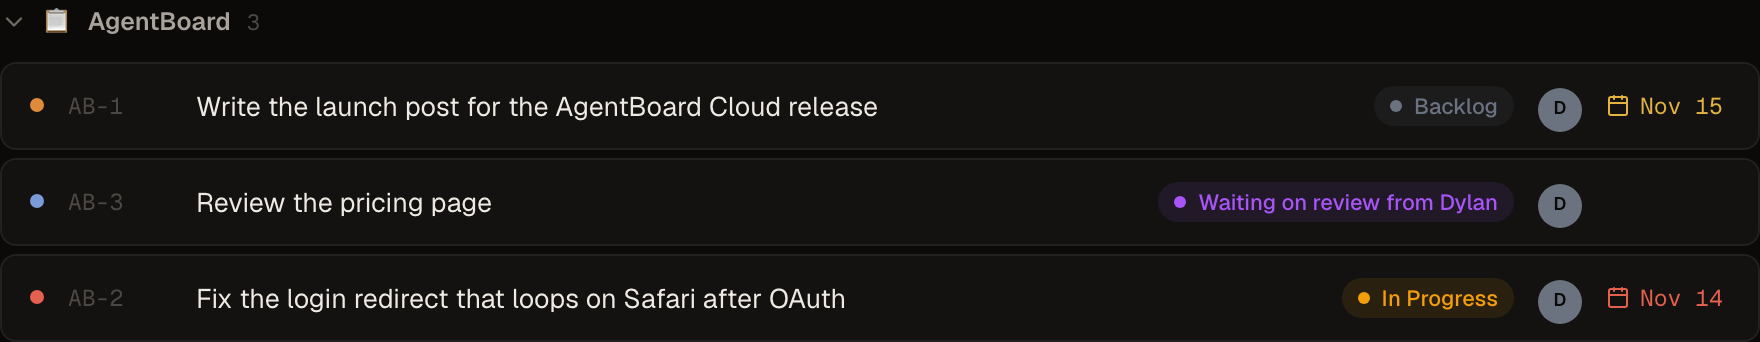 AgentBoard 3
AB-1 Write the launch post for the AgentBoard Cloud release Backlog D Nov 15
AB-3 Review the pricing page Waiting on review from Dylan D
AB-2 Fix the login redirect that loops on Safari after OAuth In Progress D Nov 14